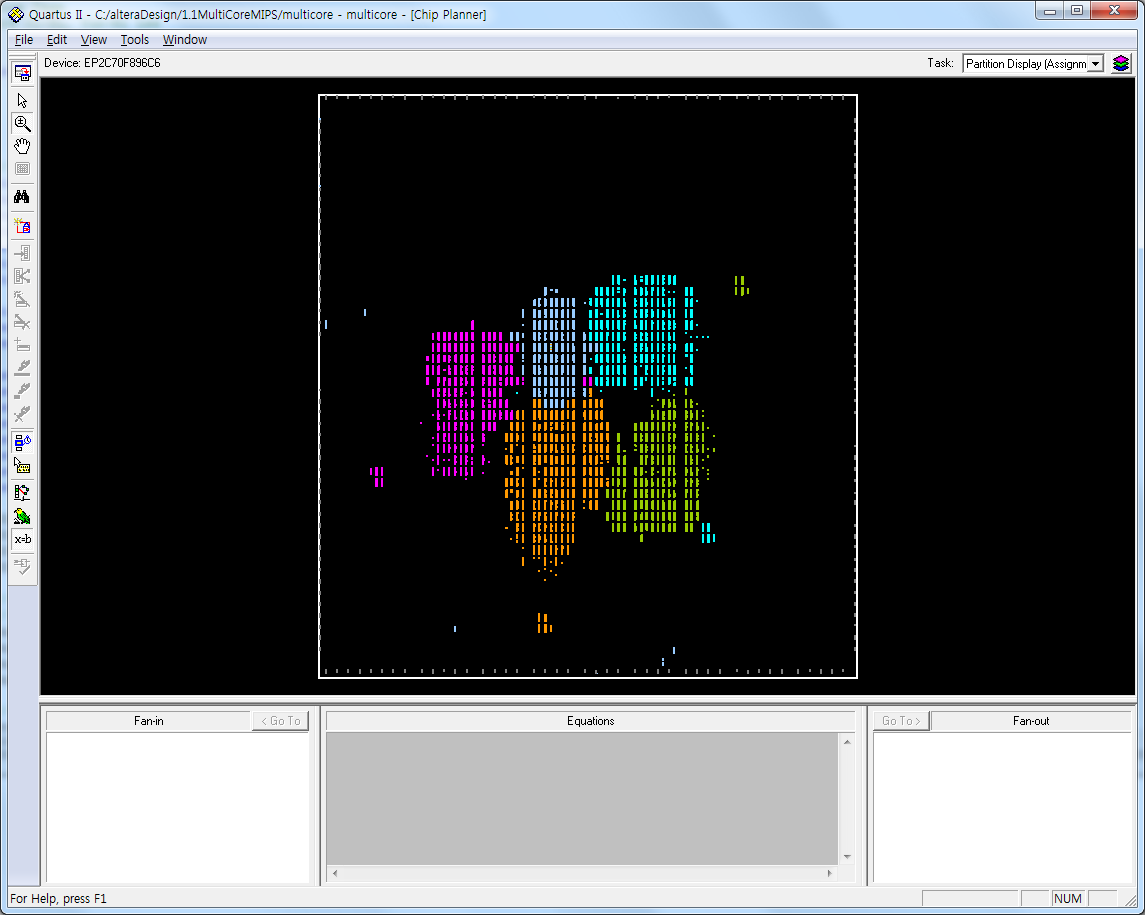 Quartus II - C:/alteraDesign/1.1MultiCoreMIPS/multicore - multicore - [Chip Planner]
File Edit View Tools Window
Device: EP2C70F896C6 Task: Partition Display (Assignm
x=b
Fan-in < Go To Equations Go To > Fan-out
For Help, press F1 NUM